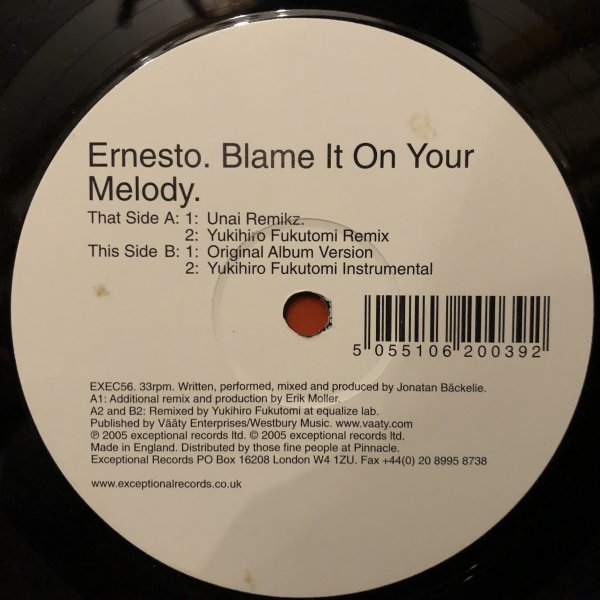 Ernesto. Blame It On Your
Melody.
That Side A: 1: Unai Remikz.
2: Yukihiro Fukutomi Remix
This Side B: 1: Original Album Version
2: Yukihiro Fukutomi Instrumental
5 055106 200392
EXEC56. 33rpm. Written, performed, mixed and produced by Jonatan Bäckelie.
A1: Additional remix and production by Erik Moller.
A2 and B2: Remixed by Yukihiro Fukutomi at equalize lab.
Published by Vääty Enterprises/Westbury Music. www.vaaty.com
℗ 2005 exceptional records ltd. © 2005 exceptional records ltd.
Made in England. Distributed by those fine people at Pinnacle.
Exceptional Records PO Box 16208 London W4 1ZU. Fax +44(0) 20 8995 8738
www.exceptionalrecords.co.uk